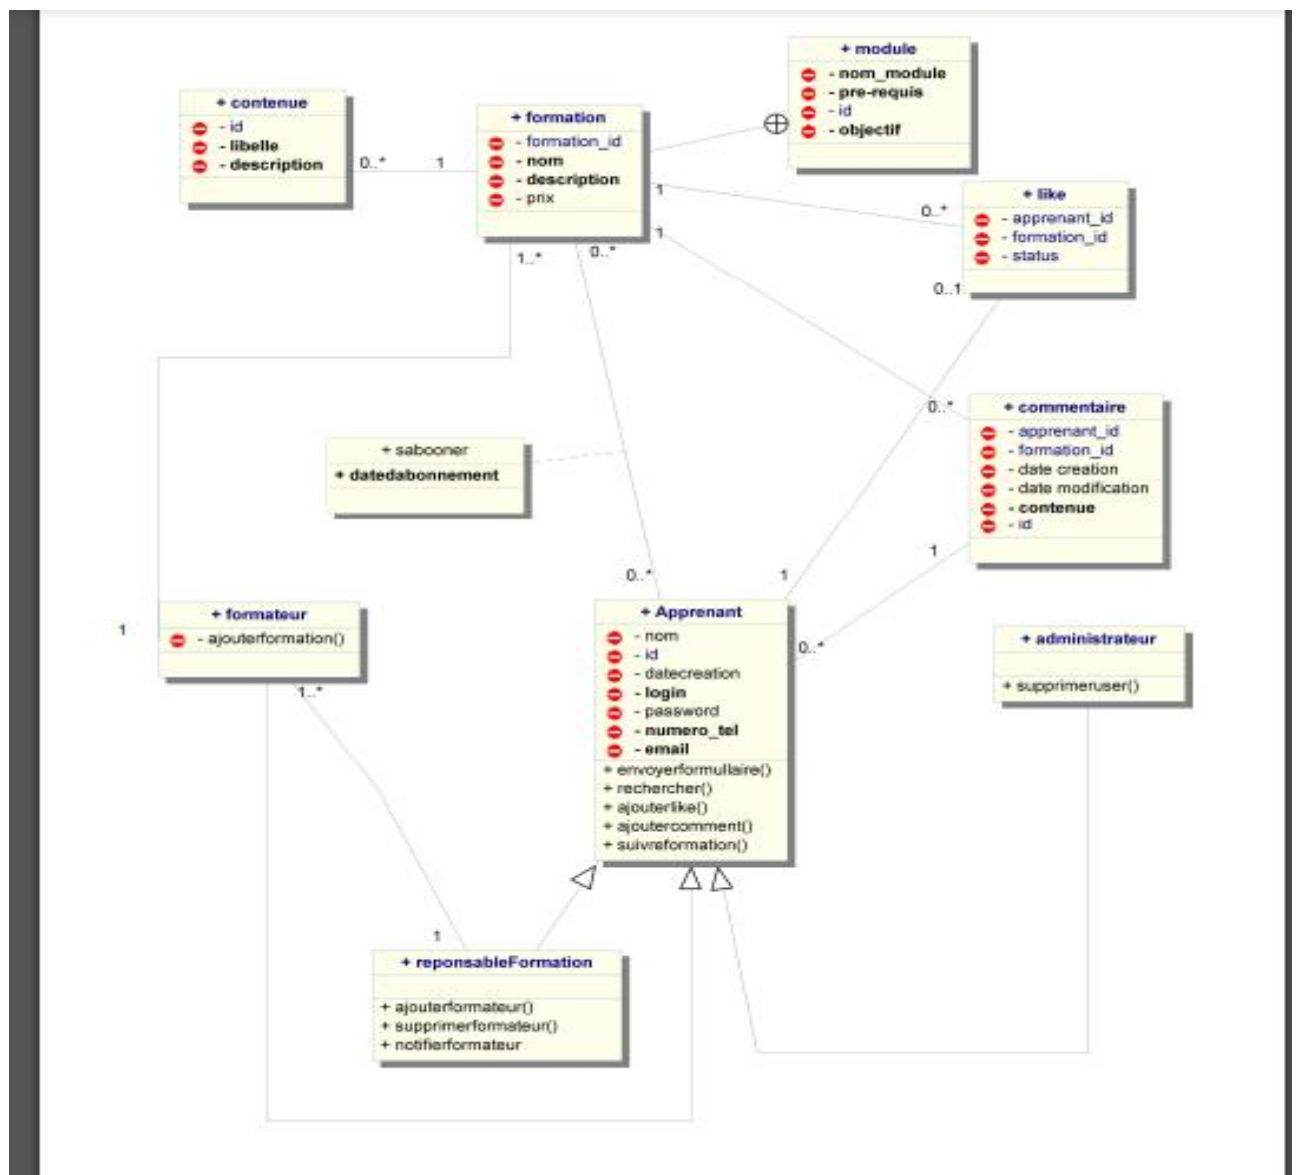 + module
- nom_module
- pre-requis
- id
- objectif
+ contenue
- id
- libelle
- description
0..*
1
+ formation
- formation_id
- nom
- description
- prix
1
0..*
+ like
- apprenant_id
- formation_id
- status
1
1..*
0..*
0..1
0..*
+ commentaire
- apprenant_id
- formation_id
- date creation
- date modification
- contenue
- id
+ sabooner
+ datedabonnement
1
0..*
1
+ formateur
- ajouterformation()
1
1..*
+ Apprenant
- nom
- id
- datecreation
- login
- password
- numero_tel
- email
+ envoyerformullaire()
+ rechercher()
+ ajouterlike()
+ ajoutercomment()
+ suivreformation()
0..*
+ administrateur
+ supprimeruser()
1
+ reponsableFormation
+ ajouterformateur()
+ supprimerformateur()
+ notifierformateur